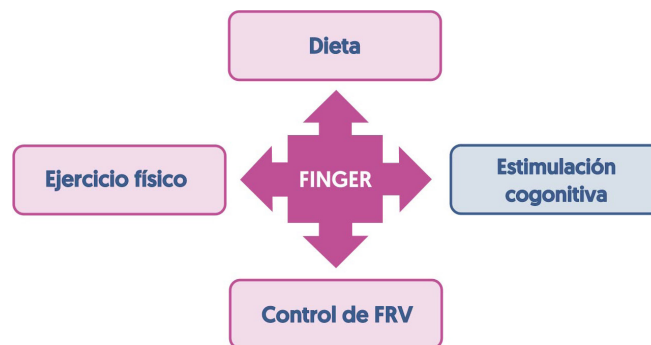 Dieta
Ejercicio físico
FINGER
Estimulación
cogonitiva
Control de FRV